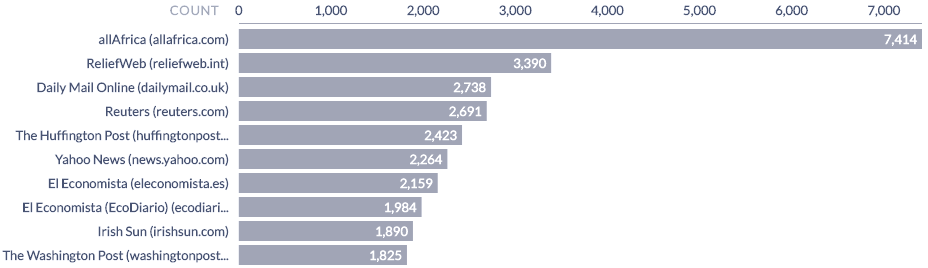 COUNT 0 1,000 2,000 3,000 4,000 5,000 6,000 7,000
allAfrica (allafrica.com) 7,414
ReliefWeb (reliefweb.int) 3,390
Daily Mail Online (dailymail.co.uk) 2,738
Reuters (reuters.com) 2,691
The Huffington Post (huffingtonpost... 2,423
Yahoo News (news.yahoo.com) 2,264
El Economista (eleconomista.es) 2,159
El Economista (EcoDiario) (ecodiari... 1,984
Irish Sun (irishsun.com) 1,890
The Washington Post (washingtonpost... 1,825